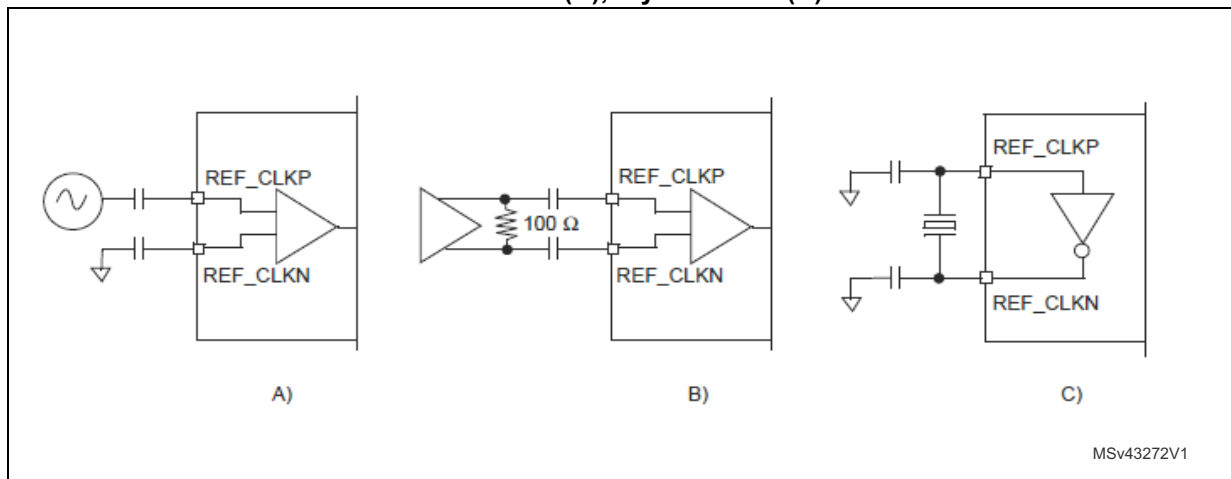 REF_CLKP
REF_CLKN
A)
REF_CLKP
100 Ω
REF_CLKN
B)
REF_CLKP
REF_CLKN
C)
MSv43272V1